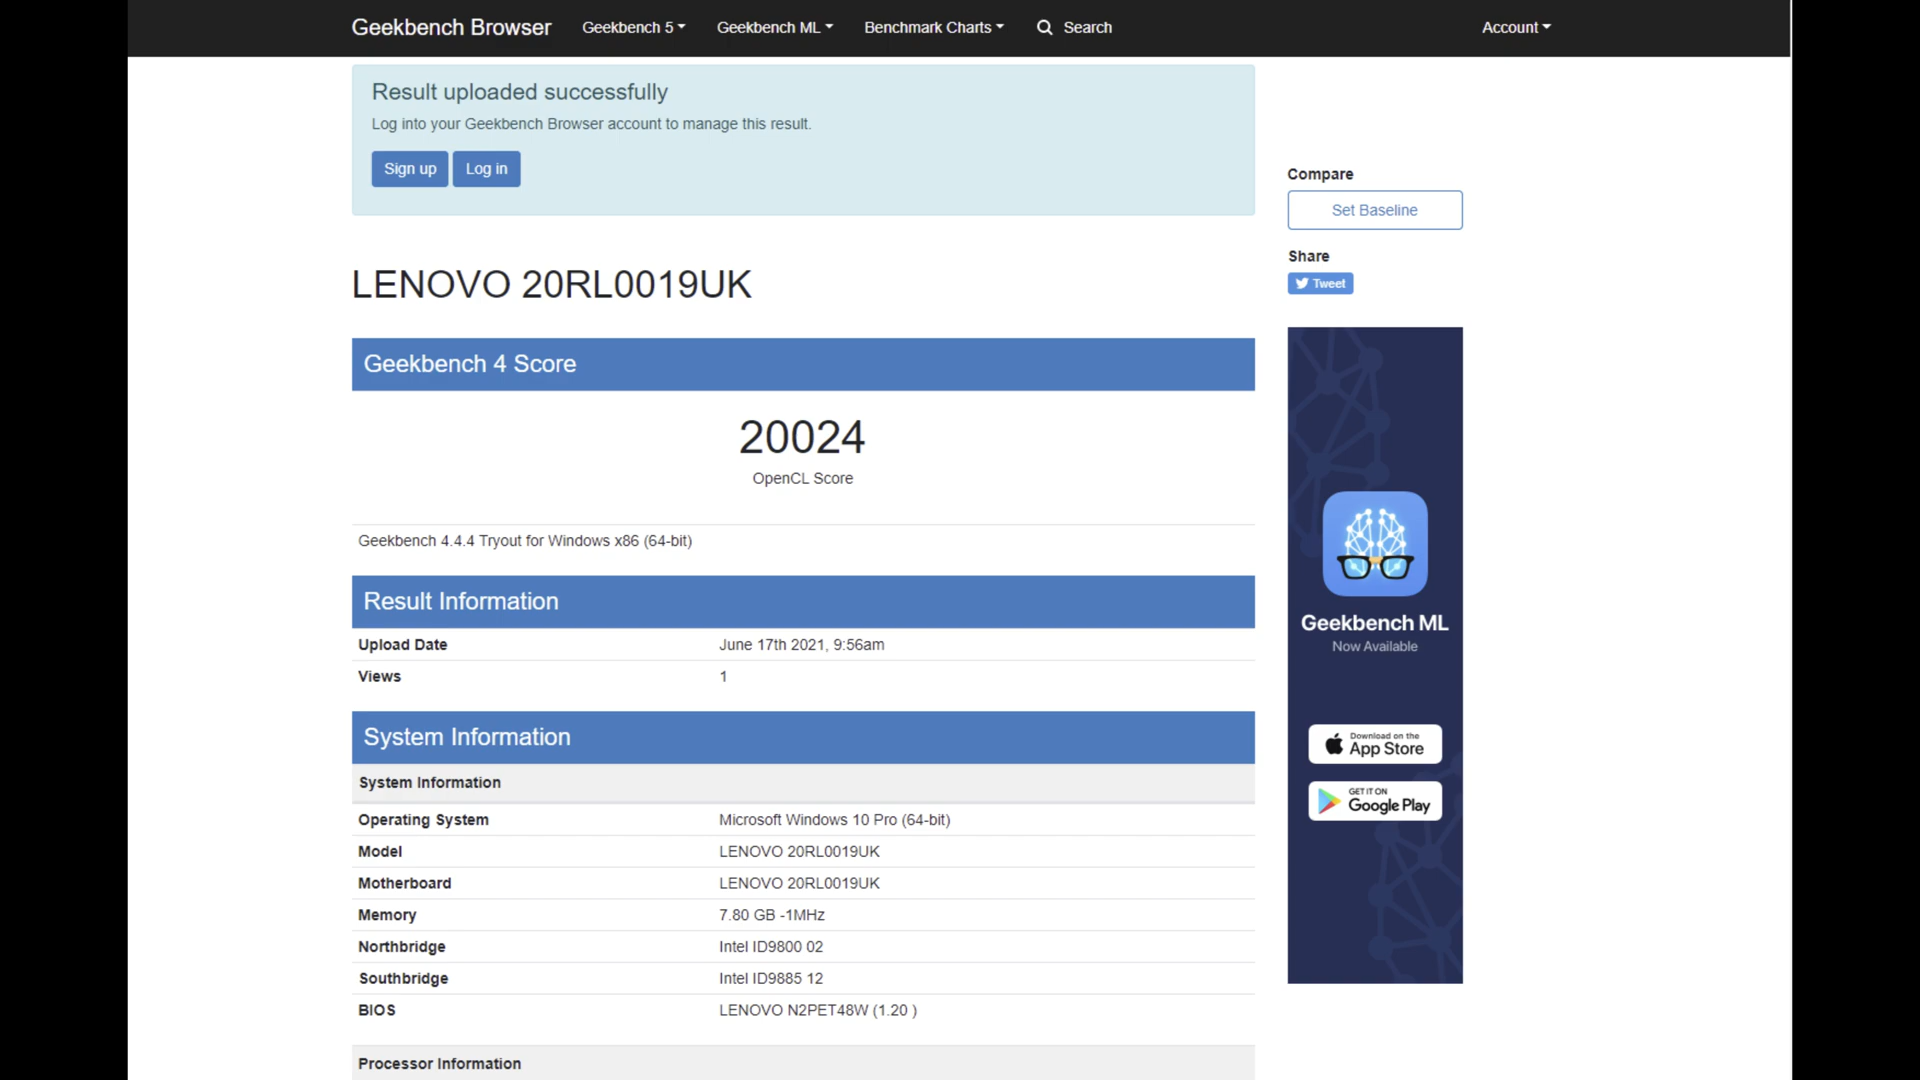 Geekbench Browser Geekbench 5 Geekbench ML Benchmark Charts Search Account
Result uploaded successfully
Log into your Geekbench Browser account to manage this result.
Sign up Log in
Compare
Set Baseline
Share
Tweet
LENOVO 20RL0019UK
Geekbench 4 Score
20024
OpenCL Score
Geekbench 4.4.4 Tryout for Windows x86 (64-bit)
Result Information
Upload Date June 17th 2021, 9:56am
Views 1
System Information
System Information
Operating System Microsoft Windows 10 Pro (64-bit)
Model LENOVO 20RL0019UK
Motherboard LENOVO 20RL0019UK
Memory 7.80 GB -1MHz
Northbridge Intel ID9800 02
Southbridge Intel ID9885 12
BIOS LENOVO N2PET48W (1.20 )
Processor Information
Geekbench ML
Now Available
Download on the
App Store
GET IT ON
Google Play